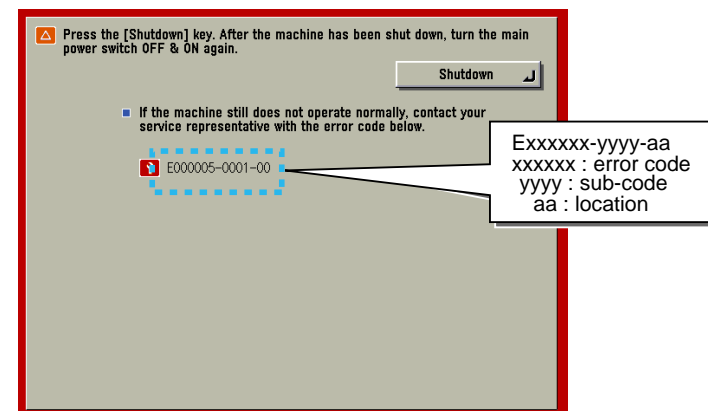 Press the [Shutdown] key. After the machine has been shut down, turn the main
power switch OFF & ON again.
Shutdown
If the machine still does not operate normally, contact your
service representative with the error code below.
E000005-0001-00
Exxxxxx-yyyy-aa
xxxxxx : error code
yyyy : sub-code
aa : location